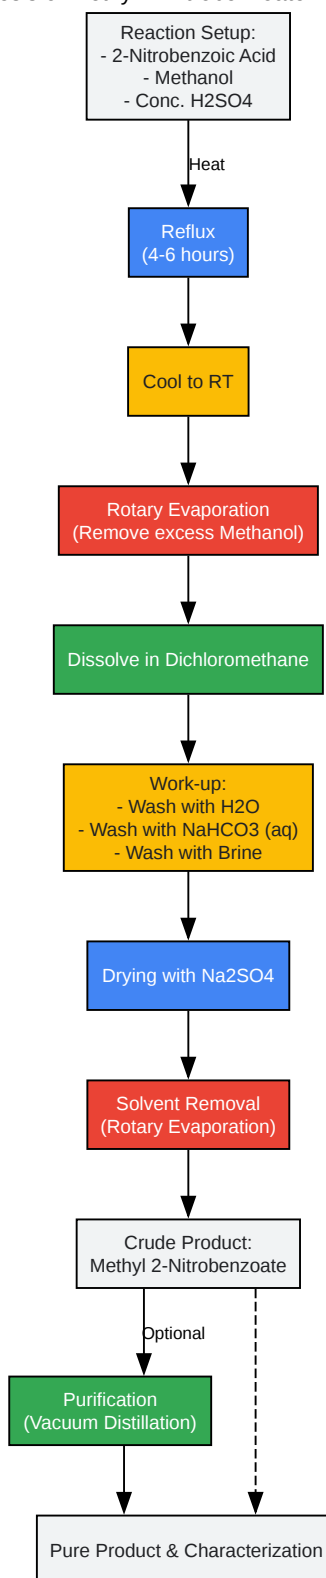 Reaction Setup:
- 2-Nitrobenzoic Acid
- Methanol
- Conc. H2SO4
Heat
Reflux
(4-6 hours)
Cool to RT
Rotary Evaporation
(Remove excess Methanol)
Dissolve in Dichloromethane
Work-up:
- Wash with H2O
- Wash with NaHCO3 (aq)
- Wash with Brine
Drying with Na2SO4
Solvent Removal
(Rotary Evaporation)
Crude Product:
Methyl 2-Nitrobenzoate
Optional
Purification
(Vacuum Distillation)
Pure Product & Characterization